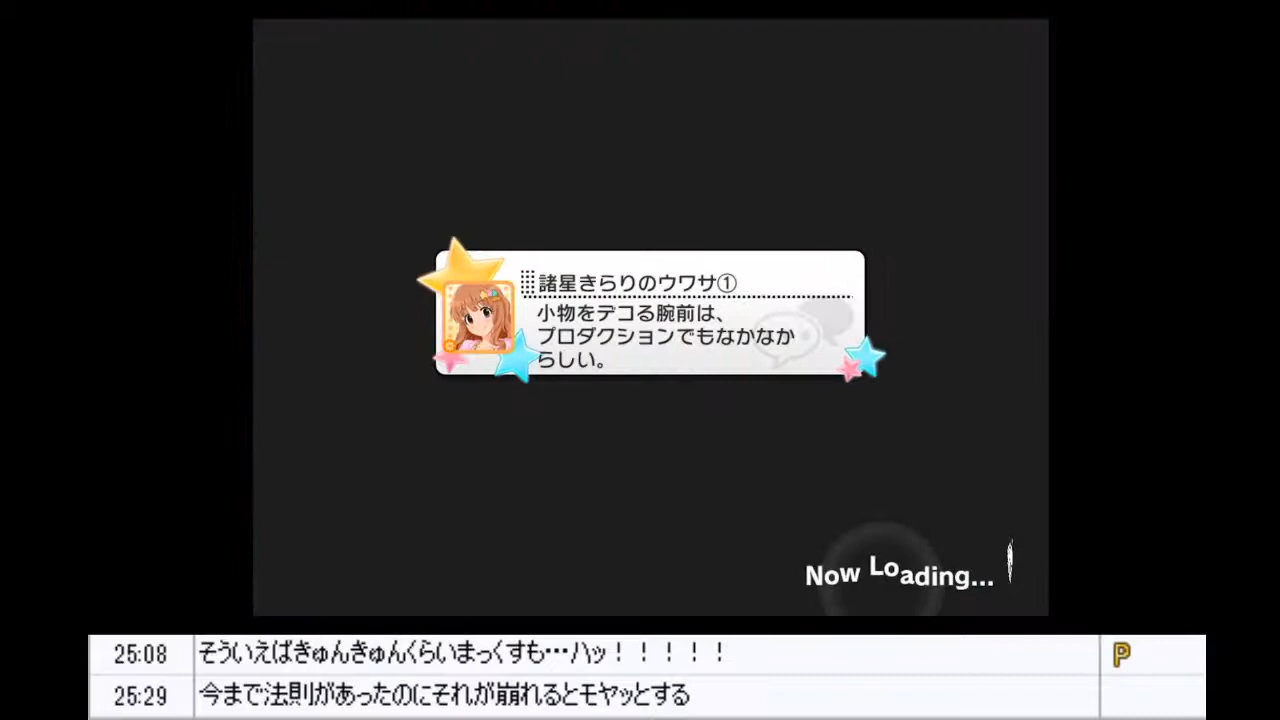 諸星きらりのウワサ①
小物をデコる腕前は、
プロダクションでもなかなか
らしい。
Now Loading...
25:08 そういえばきゅんきゅんくらいまっくすも…ハッ！！！！！ P
25:29 今まで法則があったのにそれが崩れるとモヤッとする